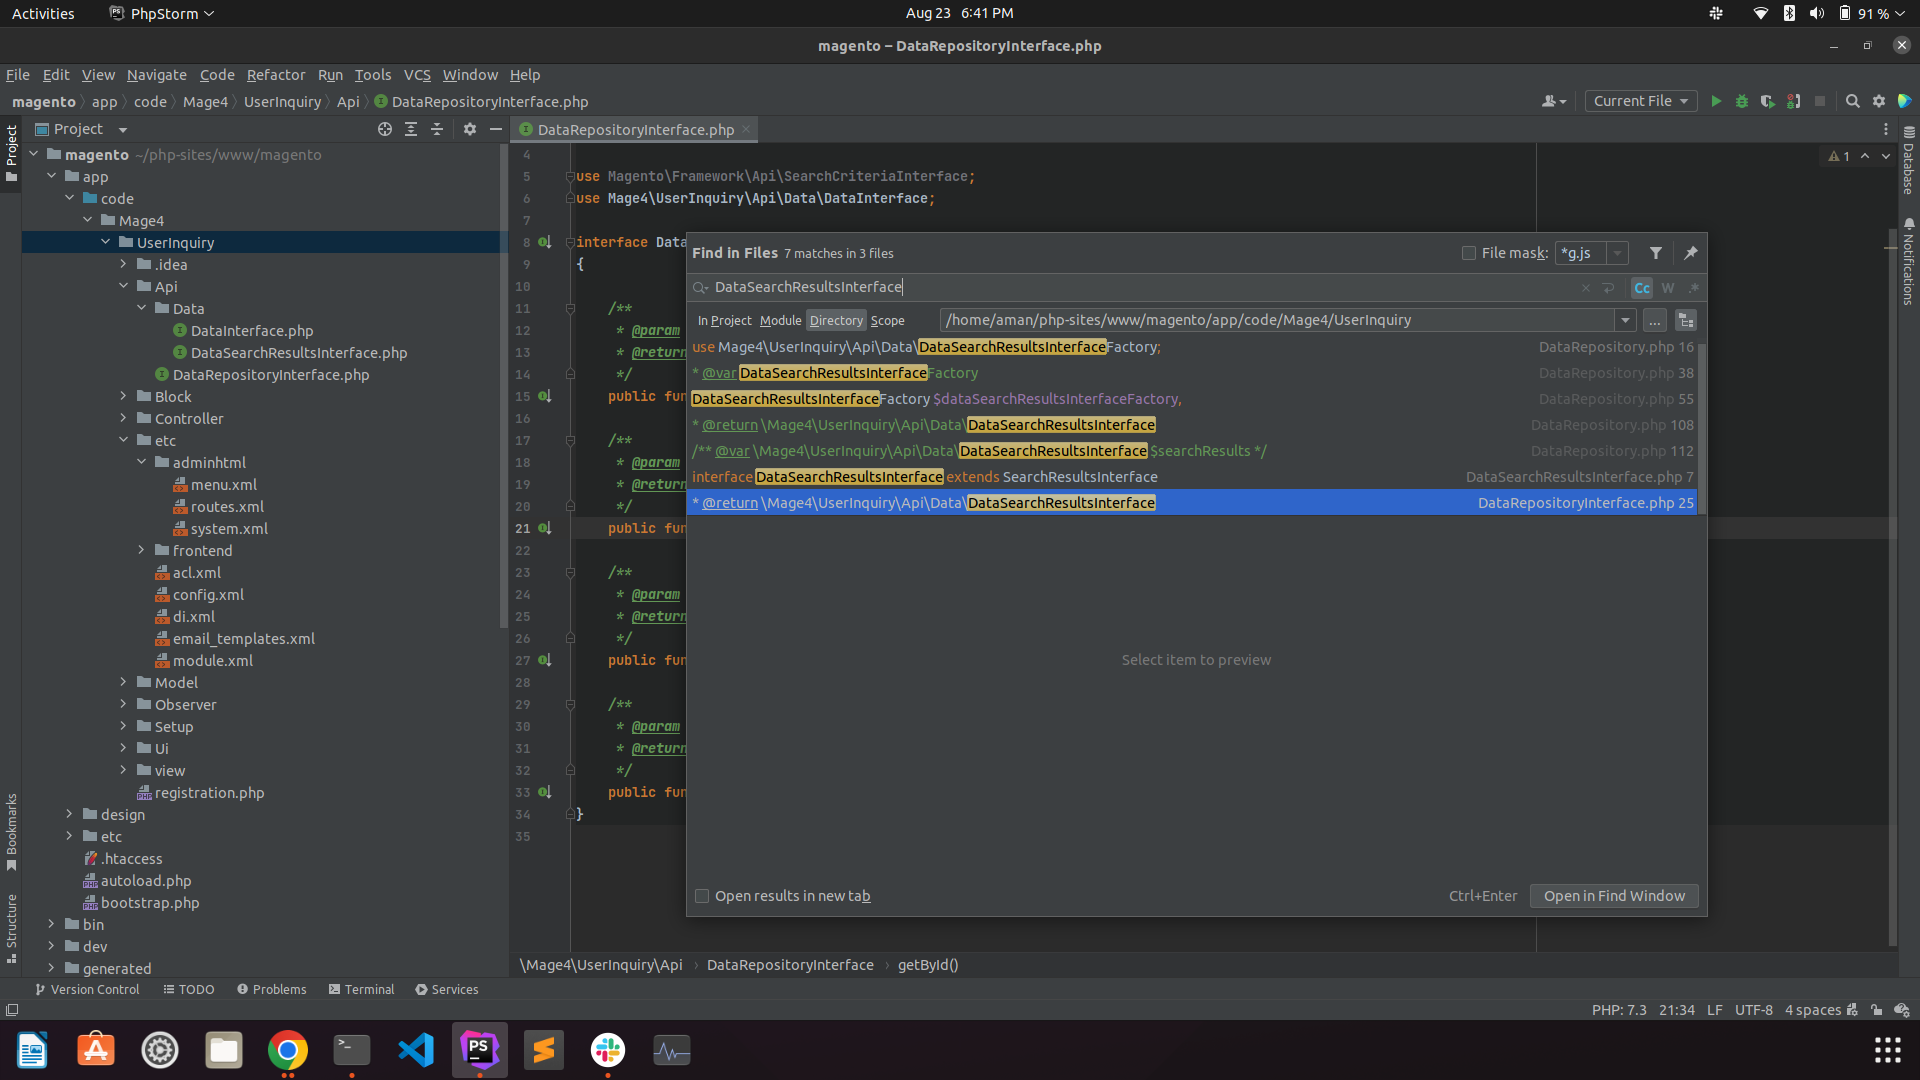 Activities
PhpStorm
Aug 23 6:41 PM
91 %
magento – DataRepositoryInterface.php
File Edit View Navigate Code Refactor Run Tools VCS Window Help
magento app code Mage4 UserInquiry Api DataRepositoryInterface.php
Current File
Project
Project
magento ~/php-sites/www/magento
app
code
Mage4
UserInquiry
.idea
Api
Data
DataInterface.php
DataSearchResultsInterface.php
DataRepositoryInterface.php
Block
Controller
etc
adminhtml
menu.xml
routes.xml
system.xml
frontend
acl.xml
config.xml
di.xml
email_templates.xml
module.xml
Model
Observer
Setup
Ui
view
registration.php
design
etc
.htaccess
autoload.php
bootstrap.php
bin
dev
generated
Bookmarks
Structure
DataRepositoryInterface.php
1
4
5 use Magento\Framework\Api\SearchCriteriaInterface;
6 use Mage4\UserInquiry\Api\Data\DataInterface;
7
8 interface Data
9 {
10
11 /**
12 * @param
13 * @return
14 */
15 public fun
16
17 /**
18 * @param
19 * @return
20 */
21 public fun
22
23 /**
24 * @param
25 * @return
26 */
27 public fun
28
29 /**
30 * @param
31 * @return
32 */
33 public fun
34 }
35
Find in Files 7 matches in 3 files
File mask: *g.js
DataSearchResultsInterface
Cc W .*
In Project Module Directory Scope /home/aman/php-sites/www/magento/app/code/Mage4/UserInquiry ...
use Mage4\UserInquiry\Api\Data\DataSearchResultsInterfaceFactory; DataRepository.php 16
* @var DataSearchResultsInterfaceFactory DataRepository.php 38
DataSearchResultsInterfaceFactory $dataSearchResultsInterfaceFactory, DataRepository.php 55
* @return \Mage4\UserInquiry\Api\Data\DataSearchResultsInterface DataRepository.php 108
/** @var \Mage4\UserInquiry\Api\Data\DataSearchResultsInterface $searchResults */ DataRepository.php 112
interface DataSearchResultsInterface extends SearchResultsInterface DataSearchResultsInterface.php 7
* @return \Mage4\UserInquiry\Api\Data\DataSearchResultsInterface DataRepositoryInterface.php 25
Select item to preview
Open results in new tab
Ctrl+Enter
Open in Find Window
Database
Notifications
\Mage4\UserInquiry\Api DataRepositoryInterface getById()
Version Control TODO Problems Terminal Services
PHP: 7.3 21:34 LF UTF-8 4 spaces
PS